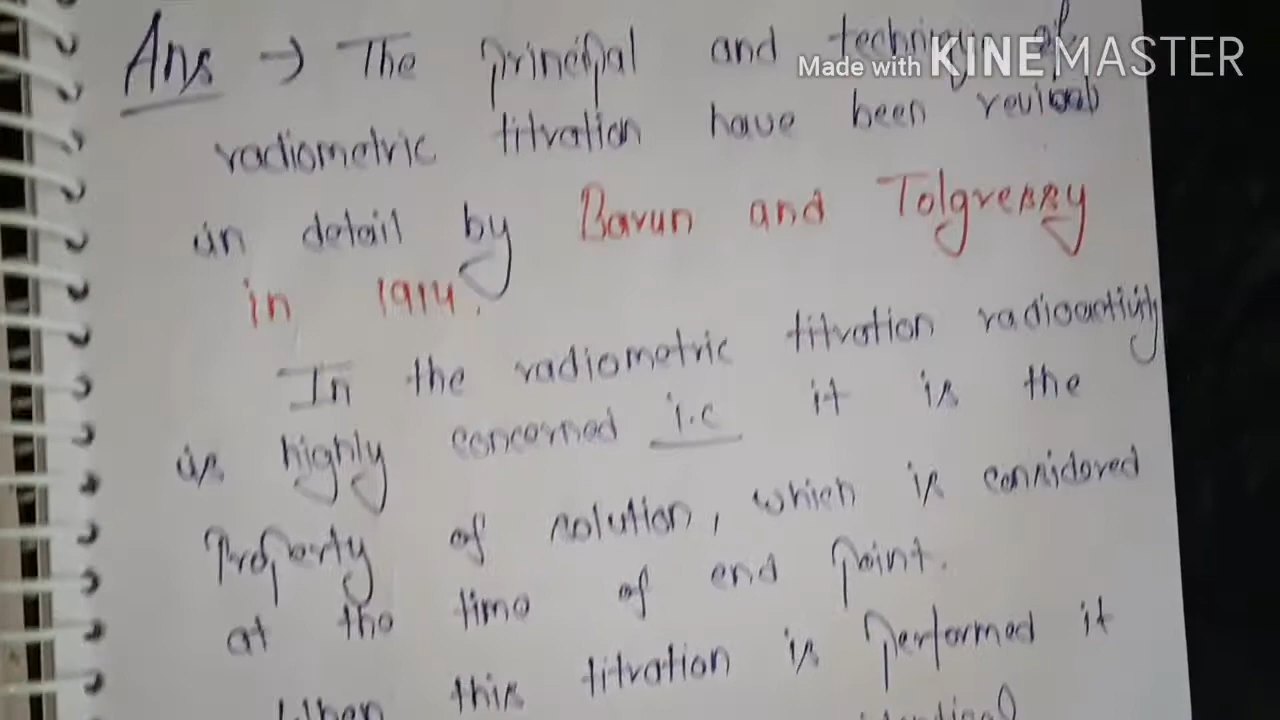 Ans → The principal and technique of
Made with KINEMASTER
radiometric titration have been
in detail by Barun and Tolgressy
in 1914.
In the radiometric titration radioactivity
is highly concerned i.e it is the
Property of solution, which is considered
at the time of end point.
When this titration is performed it